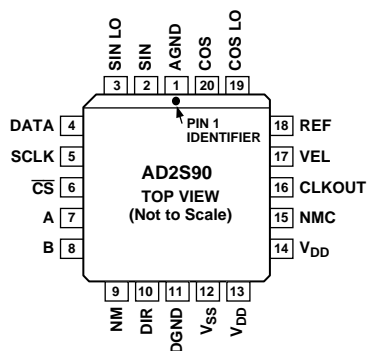 SIN LO
SIN
AGND
COS
COS LO
3 2 1 20 19
DATA 4
SCLK 5
CS 6
A 7
B 8
PIN 1
IDENTIFIER
AD2S90
TOP VIEW
(Not to Scale)
18 REF
17 VEL
16 CLKOUT
15 NMC
14 VDD
9 10 11 12 13
NM
DIR
DGND
VSS
VDD